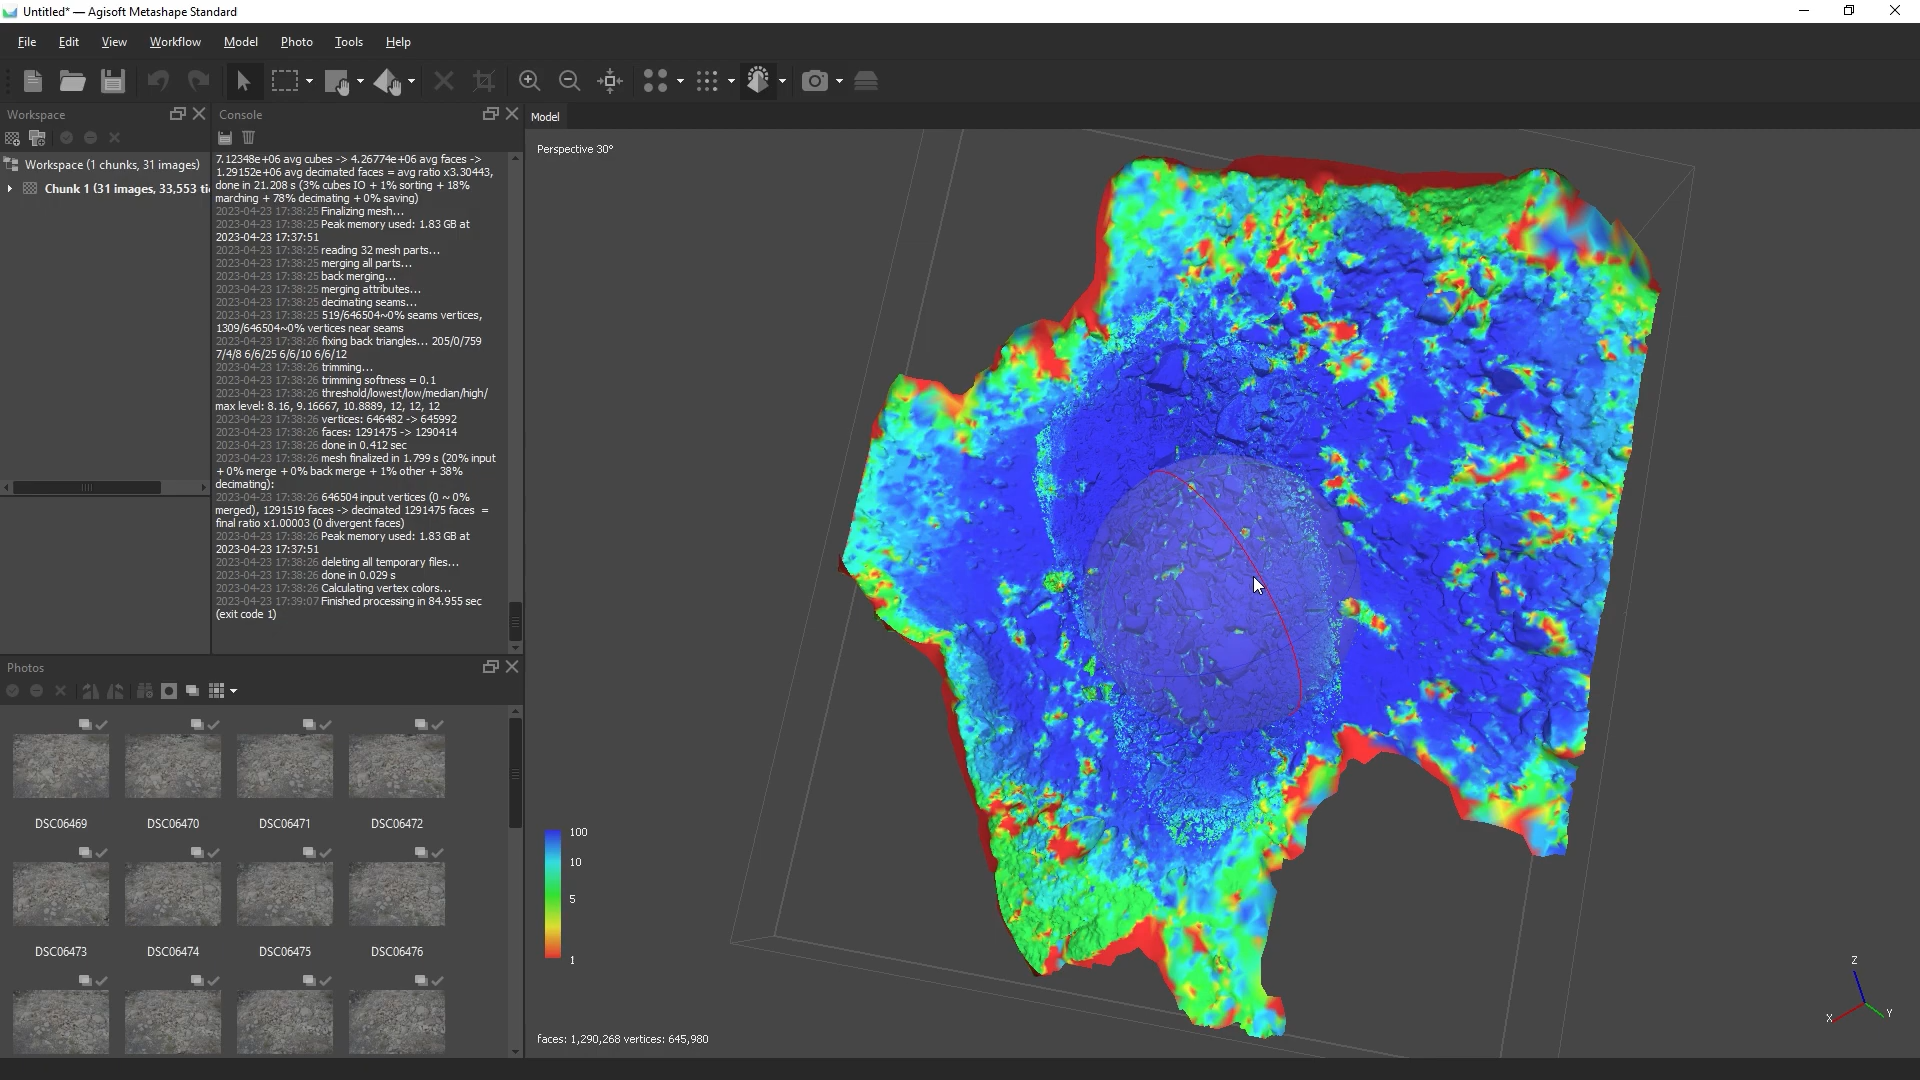 Untitled* — Agisoft Metashape Standard
File Edit View Workflow Model Photo Tools Help
Workspace
Workspace (1 chunks, 31 images)
Chunk 1 (31 images, 33,553 tie
Console
7.12348e+06 avg cubes -> 4.26774e+06 avg faces ->
1.29152e+06 avg decimated faces = avg ratio x3.30443,
done in 21.208 s (3% cubes IO + 1% sorting + 18%
marching + 78% decimating + 0% saving)
2023-04-23 17:38:25 Finalizing mesh...
2023-04-23 17:38:25 Peak memory used: 1.83 GB at
2023-04-23 17:37:51
2023-04-23 17:38:25 reading 32 mesh parts...
2023-04-23 17:38:25 merging all parts...
2023-04-23 17:38:25 back merging...
2023-04-23 17:38:25 merging attributes...
2023-04-23 17:38:25 decimating seams...
2023-04-23 17:38:25 519/646504~0% seams vertices,
1309/646504~0% vertices near seams
2023-04-23 17:38:26 fixing back triangles... 205/0/759
7/4/8 6/6/25 6/6/10 6/6/12
2023-04-23 17:38:26 trimming...
2023-04-23 17:38:26 trimming softness = 0.1
2023-04-23 17:38:26 threshold/lowest/low/median/high/
max level: 8.16, 9.16667, 10.8889, 12, 12, 12
2023-04-23 17:38:26 vertices: 646482 -> 645992
2023-04-23 17:38:26 faces: 1291475 -> 1290414
2023-04-23 17:38:26 done in 0.412 sec
2023-04-23 17:38:26 mesh finalized in 1.799 s (20% input
+ 0% merge + 0% back merge + 1% other + 38%
decimating):
2023-04-23 17:38:26 646504 input vertices (0 ~ 0%
merged), 1291519 faces -> decimated 1291475 faces =
final ratio x1.00003 (0 divergent faces)
2023-04-23 17:38:26 Peak memory used: 1.83 GB at
2023-04-23 17:37:51
2023-04-23 17:38:26 deleting all temporary files...
2023-04-23 17:38:26 done in 0.029 s
2023-04-23 17:38:26 Calculating vertex colors...
2023-04-23 17:39:07 Finished processing in 84.955 sec
(exit code 1)
Photos
DSC06469 DSC06470 DSC06471 DSC06472
DSC06473 DSC06474 DSC06475 DSC06476
Model
Perspective 30°
100
10
5
1
faces: 1,290,268 vertices: 645,980
Z
X
Y